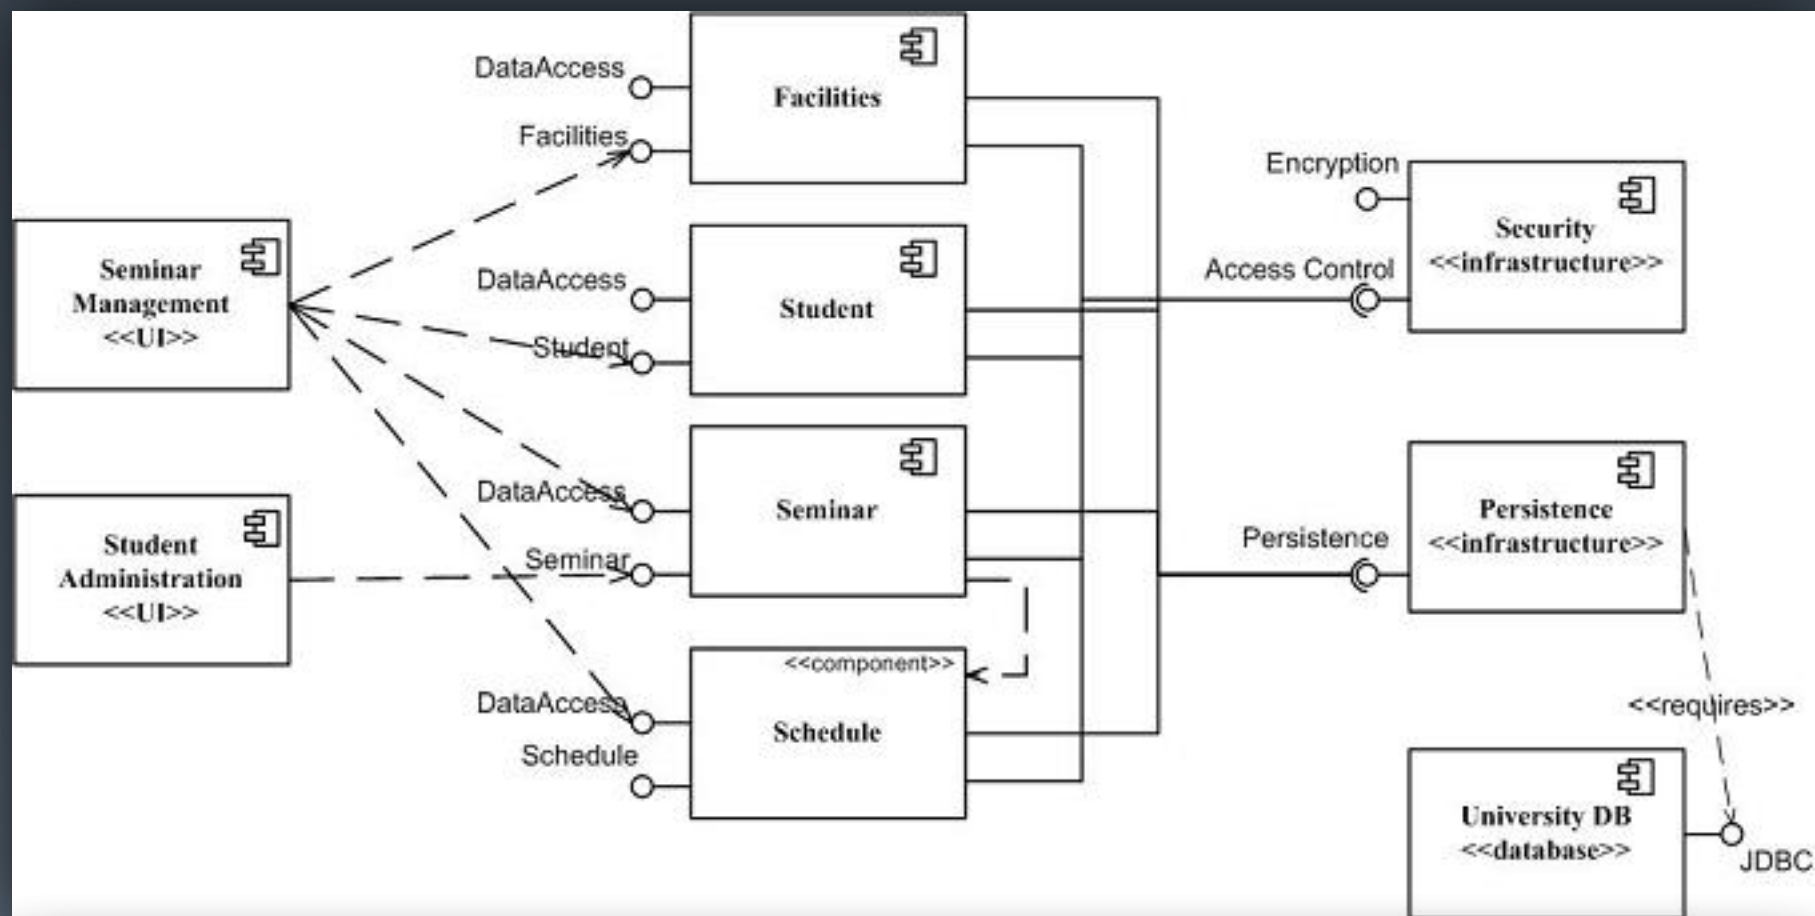 DataAccess
Facilities
Facilities
Encryption
Security
<<infrastructure>>
Access Control
Seminar
Management
<<UI>>
DataAccess
Student
Student
DataAccess
Seminar
Seminar
Persistence
<<infrastructure>>
Persistence
Student
Administration
<<UI>>
<<component>>
DataAccess
Schedule
Schedule
<<requires>>
University DB
<<database>>
JDBC